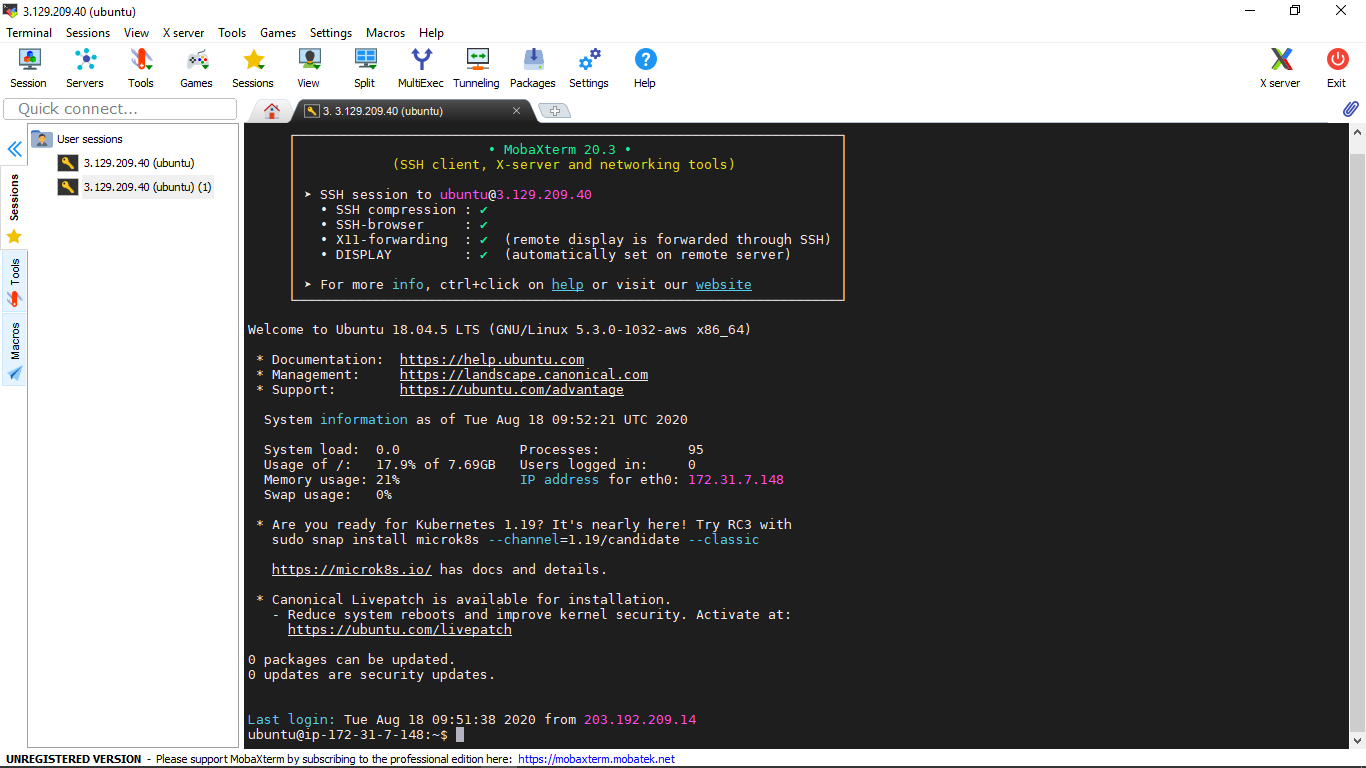 3.129.209.40 (ubuntu)
Terminal Sessions View X server Tools Games Settings Macros Help
Session Servers Tools Games Sessions View Split MultiExec Tunneling Packages Settings Help X server Exit
Quick connect...
3. 3.129.209.40 (ubuntu)
User sessions
3.129.209.40 (ubuntu)
3.129.209.40 (ubuntu) (1)
Sessions
Tools
Macros
• MobaXterm 20.3 •
(SSH client, X-server and networking tools)
➤ SSH session to ubuntu@3.129.209.40
• SSH compression : ✔
• SSH-browser : ✔
• X11-forwarding : ✔ (remote display is forwarded through SSH)
• DISPLAY : ✔ (automatically set on remote server)
➤ For more info, ctrl+click on help or visit our website
Welcome to Ubuntu 18.04.5 LTS (GNU/Linux 5.3.0-1032-aws x86_64)
* Documentation: https://help.ubuntu.com
* Management: https://landscape.canonical.com
* Support: https://ubuntu.com/advantage
System information as of Tue Aug 18 09:52:21 UTC 2020
System load: 0.0 Processes: 95
Usage of /: 17.9% of 7.69GB Users logged in: 0
Memory usage: 21% IP address for eth0: 172.31.7.148
Swap usage: 0%
* Are you ready for Kubernetes 1.19? It's nearly here! Try RC3 with
sudo snap install microk8s --channel=1.19/candidate --classic
https://microk8s.io/ has docs and details.
* Canonical Livepatch is available for installation.
- Reduce system reboots and improve kernel security. Activate at:
https://ubuntu.com/livepatch
0 packages can be updated.
0 updates are security updates.
Last login: Tue Aug 18 09:51:38 2020 from 203.192.209.14
ubuntu@ip-172-31-7-148:~$
UNREGISTERED VERSION - Please support MobaXterm by subscribing to the professional edition here: https://mobaxterm.mobatek.net